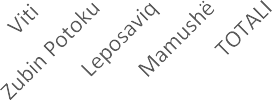 Viti
Zubin Potoku
Leposaviq
Mamushë
TOTALI